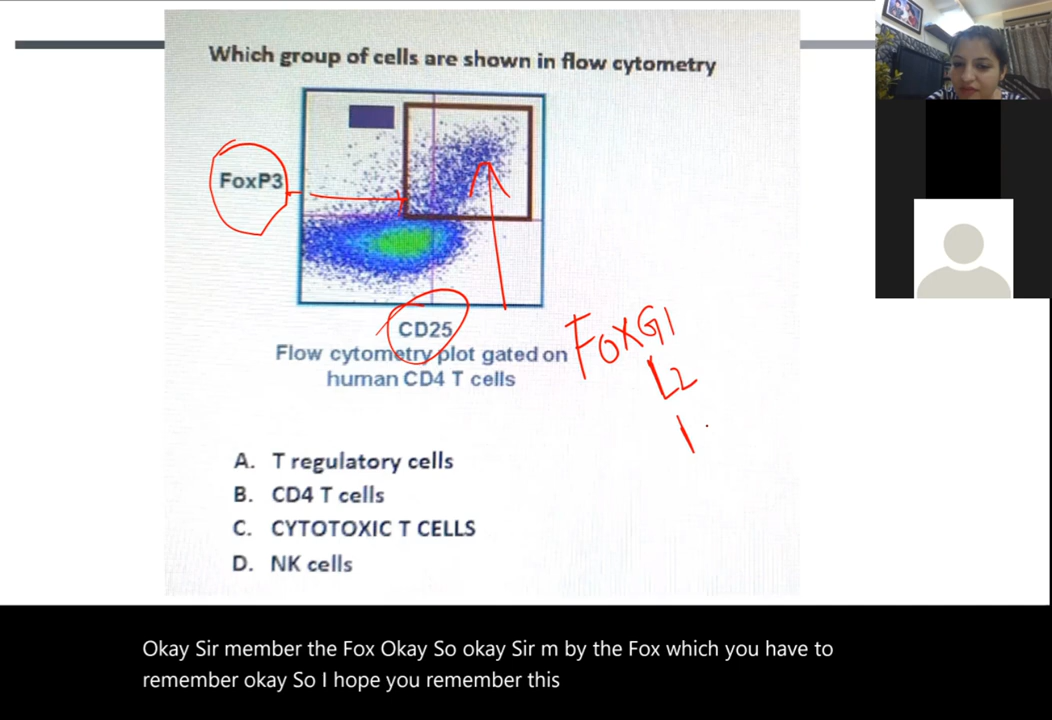 Which group of cells are shown in flow cytometry
FoxP3
CD25
Flow cytometry plot gated on
human CD4 T cells
FoxG1
L2
A. T regulatory cells
B. CD4 T cells
C. CYTOTOXIC T CELLS
D. NK cells
Okay Sir member the Fox Okay So okay Sir m by the Fox which you have to
remember okay So I hope you remember this